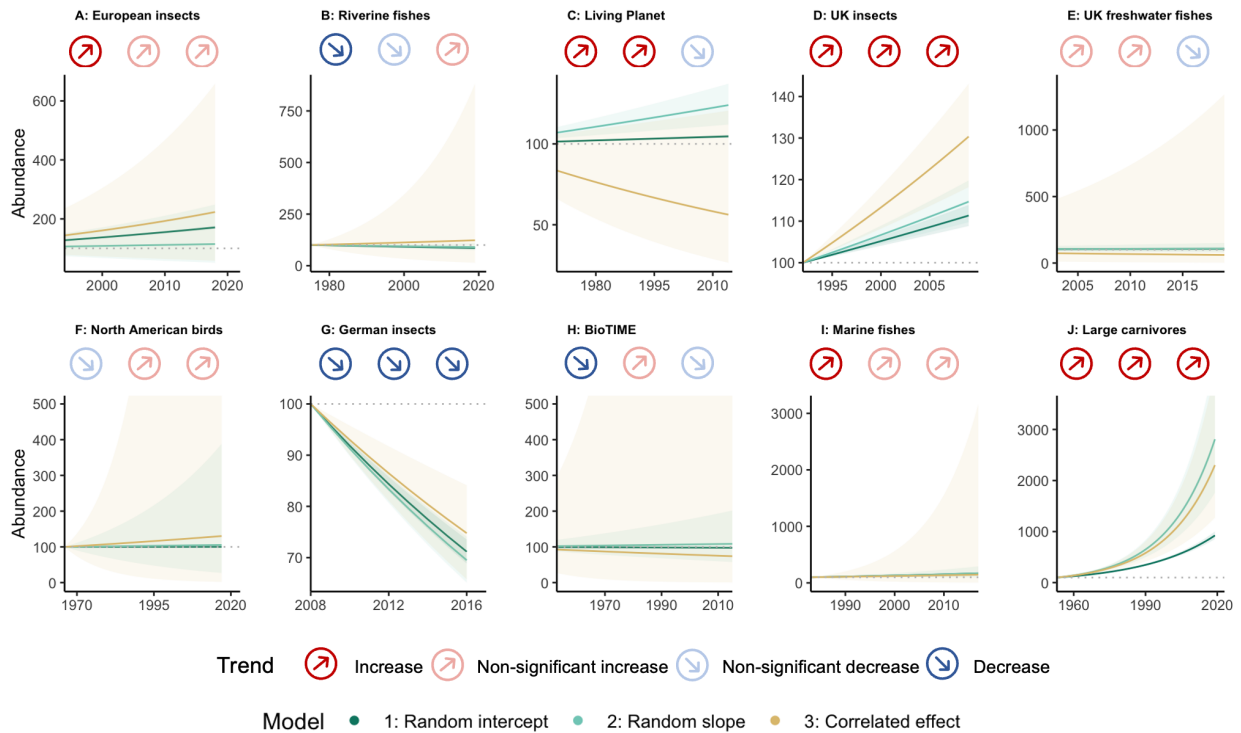 A: European insects
B: Riverine fishes
C: Living Planet
D: UK insects
E: UK freshwater fishes
Abundance
600
400
200
2000 2010 2020
750
500
250
0
1980 2000 2020
100
50
1980 1995 2010
140
130
120
110
100
1995 2000 2005
1000
500
0
2005 2010 2015
F: North American birds
G: German insects
H: BioTIME
I: Marine fishes
J: Large carnivores
Abundance
500
400
300
200
100
0
1970 1995 2020
100
90
80
70
2008 2012 2016
500
400
300
200
100
0
1970 1990 2010
3000
2000
1000
0
1990 2000 2010
3000
2000
1000
0
1960 1990 2020
Trend Increase Non-significant increase Non-significant decrease Decrease
Model 1: Random intercept 2: Random slope 3: Correlated effect